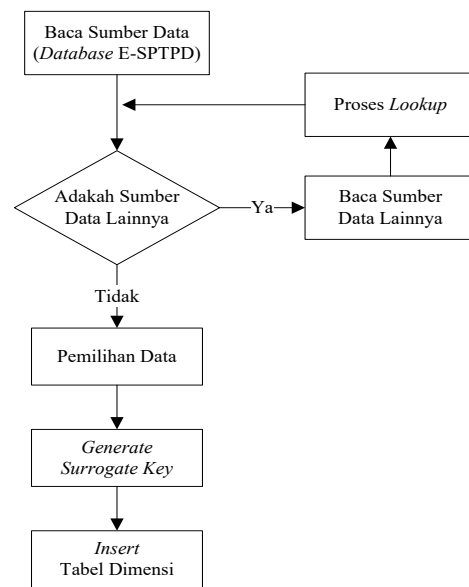 Baca Sumber Data
(Database E-SPTPD)
Proses Lookup
Adakah Sumber
Data Lainnya
Ya
Baca Sumber
Data Lainnya
Tidak
Pemilihan Data
Generate
Surrogate Key
Insert
Tabel Dimensi